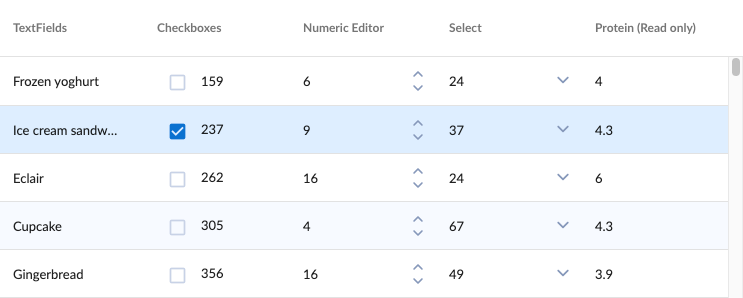 TextFields Checkboxes Numeric Editor Select Protein (Read only)
Frozen yoghurt 159 6 24 4
Ice cream sandw... 237 9 37 4.3
Eclair 262 16 24 6
Cupcake 305 4 67 4.3
Gingerbread 356 16 49 3.9